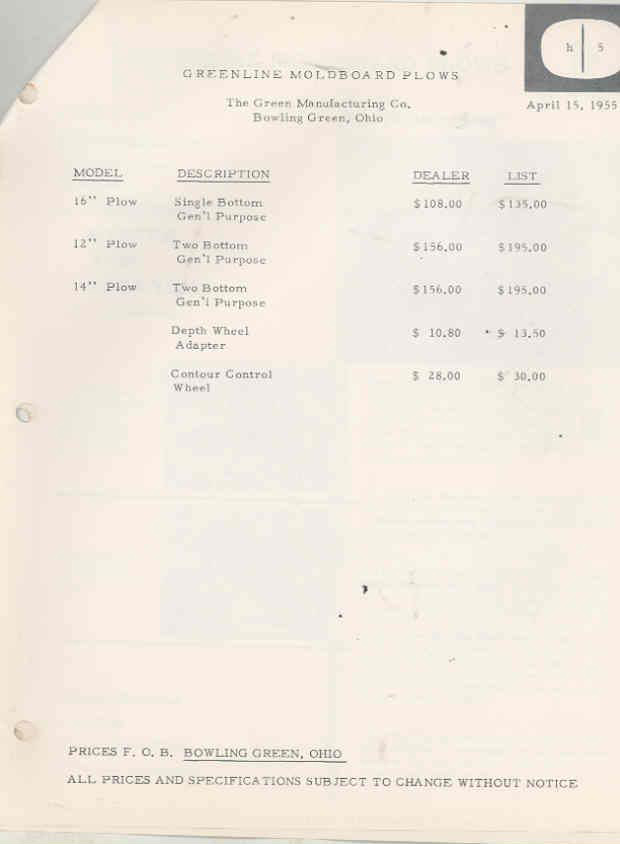 h 5
GREENLINE MOLDBOARD PLOWS
The Green Manufacturing Co.
Bowling Green, Ohio
April 15, 1955
MODEL DESCRIPTION DEALER LIST
16" Plow Single Bottom $108.00 $135.00
Gen'l Purpose
12" Plow Two Bottom $156.00 $195.00
Gen'l Purpose
14" Plow Two Bottom $156.00 $195.00
Gen'l Purpose
Depth Wheel $ 10.80 $ 13.50
Adapter
Contour Control $ 28.00 $ 30.00
Wheel
PRICES F. O. B. BOWLING GREEN, OHIO
ALL PRICES AND SPECIFICATIONS SUBJECT TO CHANGE WITHOUT NOTICE